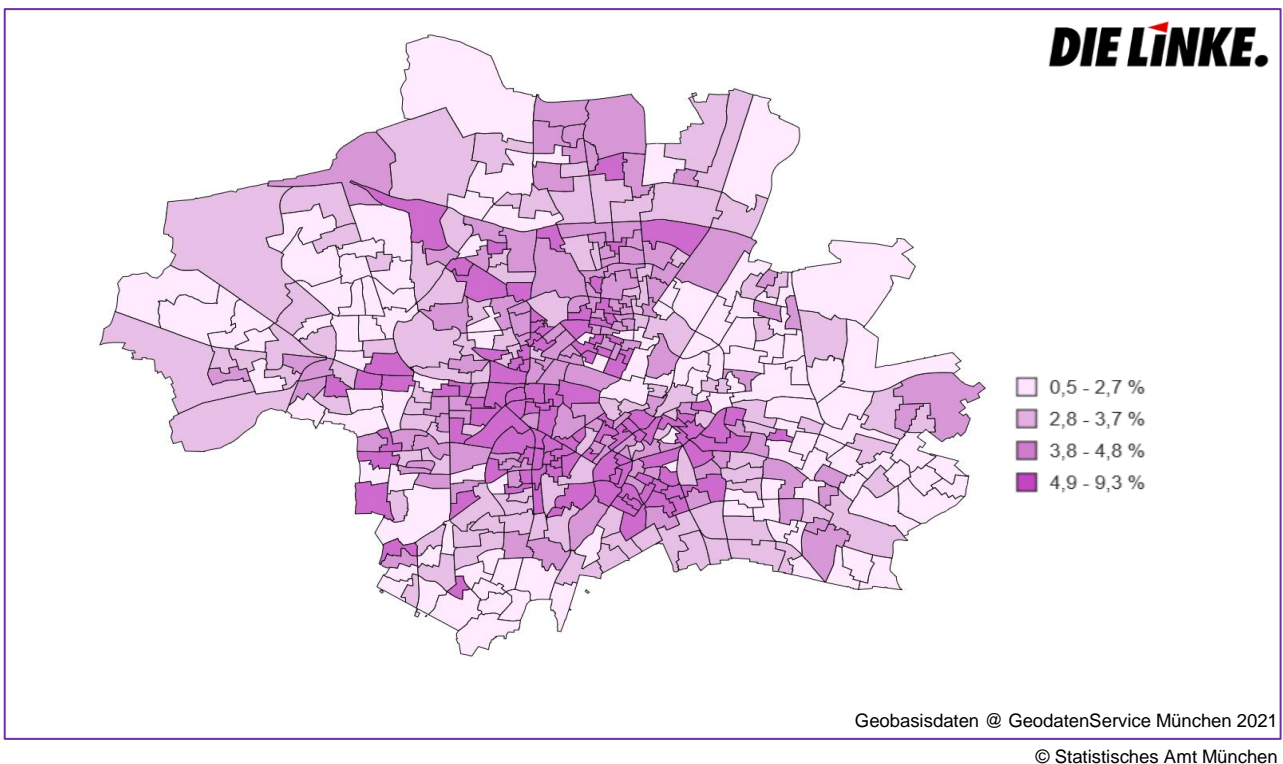 DIE LiNKE.
0,5 - 2,7 %
2,8 - 3,7 %
3,8 - 4,8 %
4,9 - 9,3 %
Geobasisdaten @ GeodatenService München 2021
© Statistisches Amt München